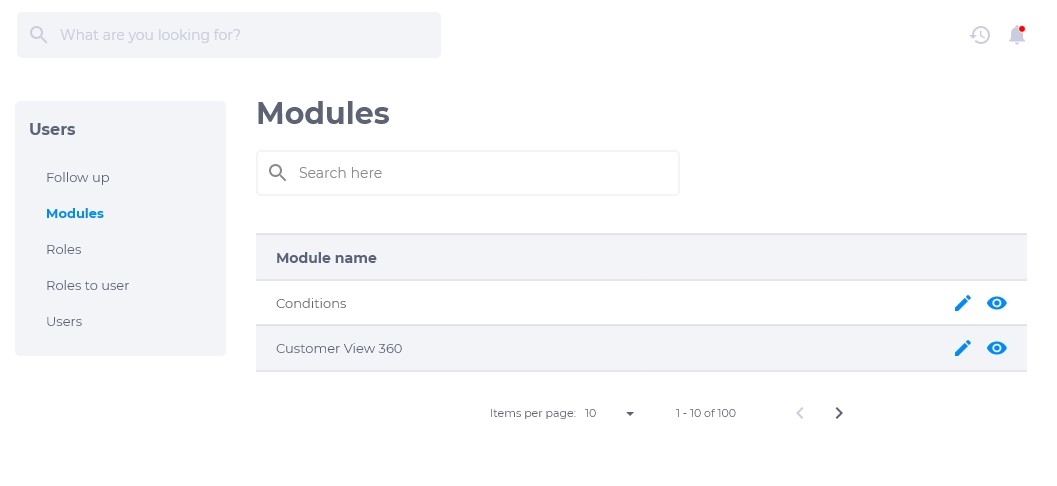 What are you looking for?
Users
Follow up
Modules
Roles
Roles to user
Users
Modules
Search here
Module name
Conditions
Customer View 360
Items per page: 10 1 - 10 of 100